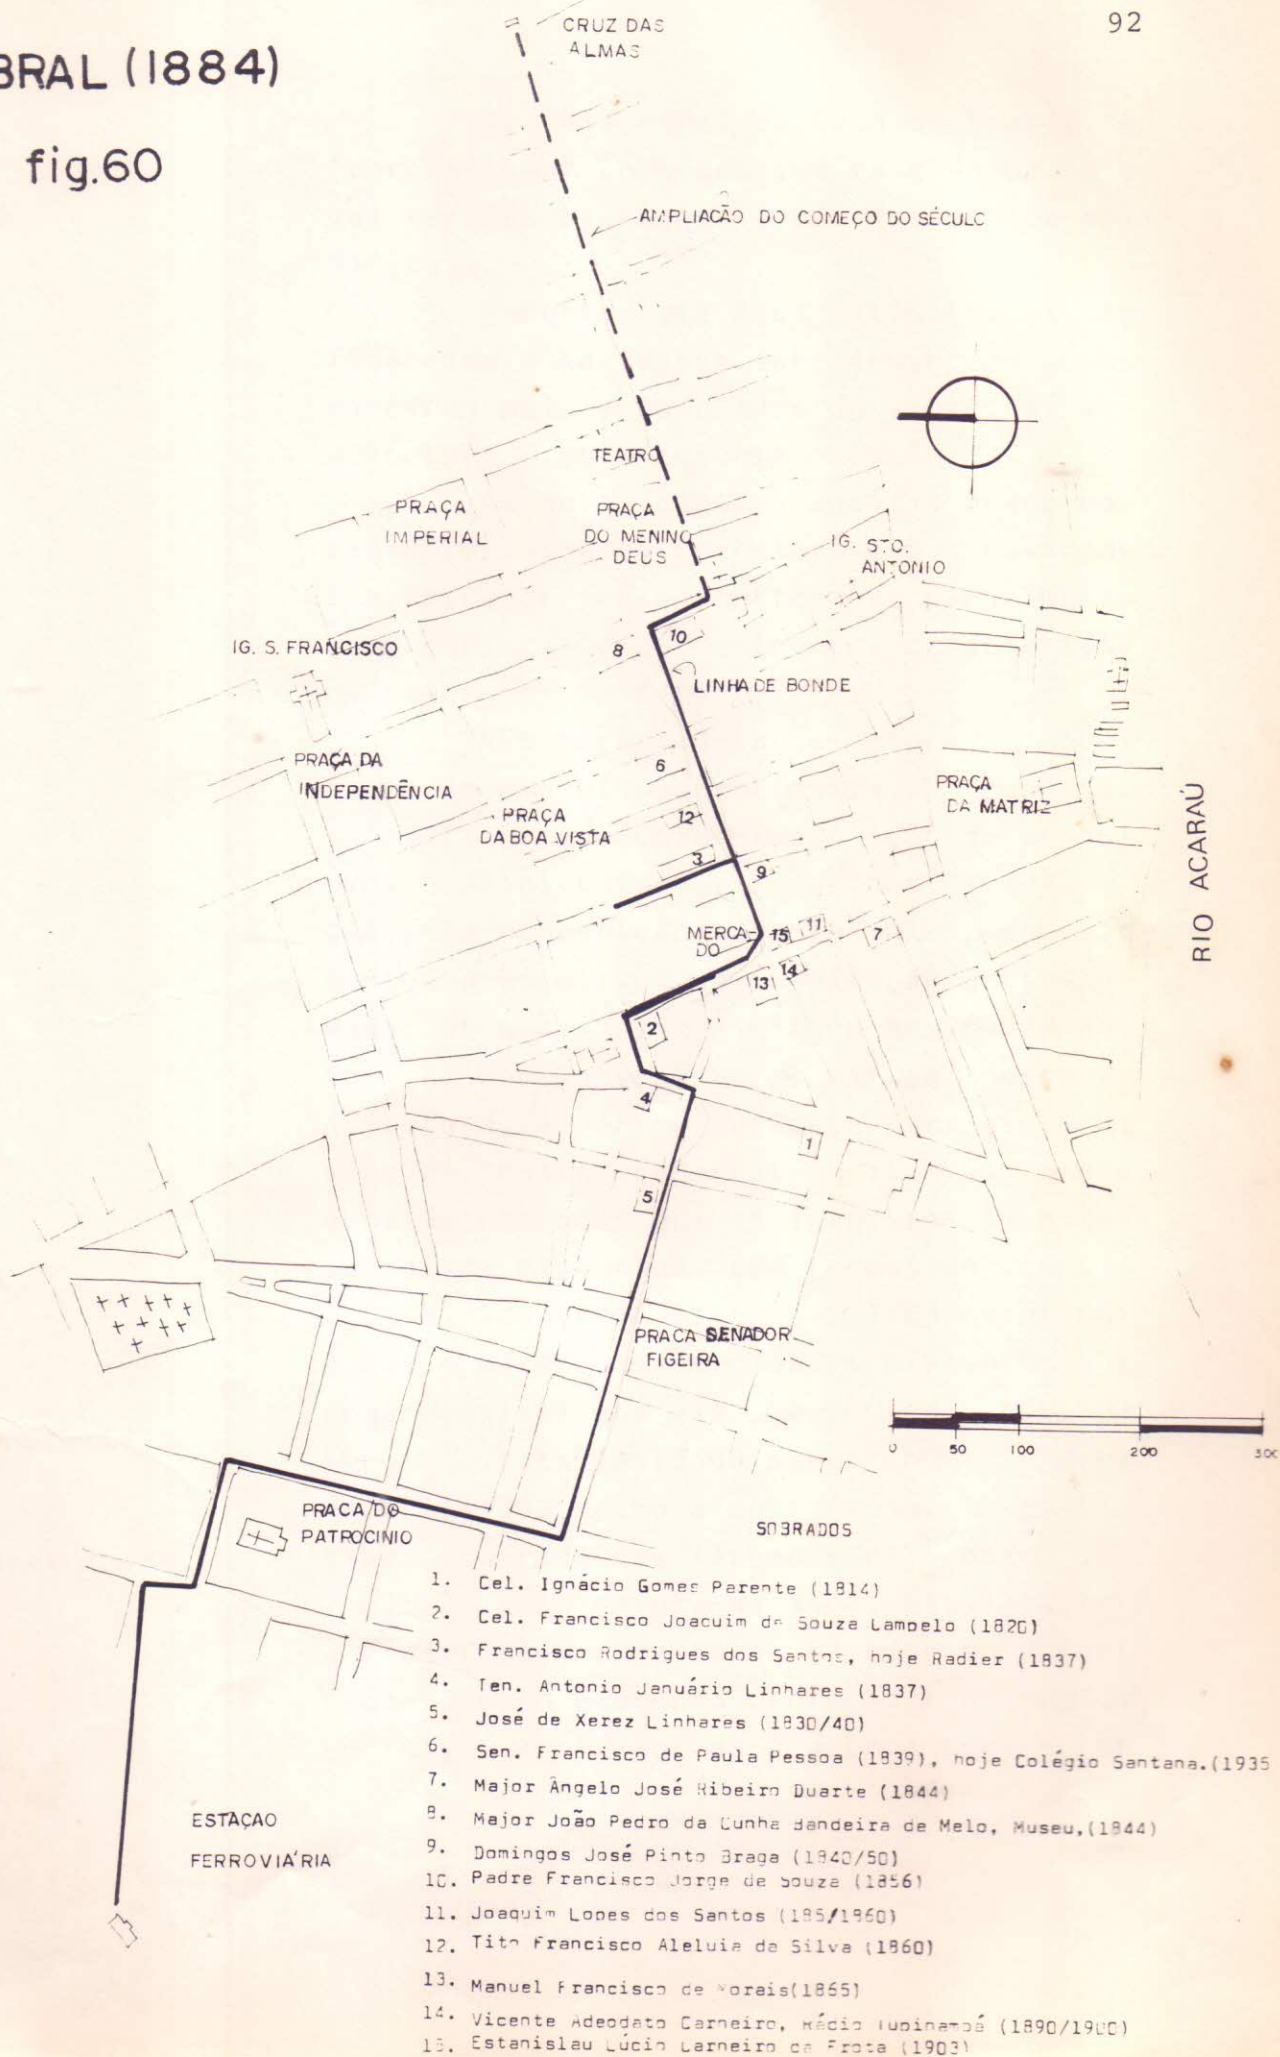 92
BRAL (1884)
fig.60
CRUZ DAS
ALMAS
AMPLIAÇÃO DO COMEÇO DO SÉCULO
TEATRO
PRAÇA
IMPERIAL
PRAÇA
DO MENINO
DEUS
IG. STO.
ANTONIO
IG. S. FRANCISCO
8
10
LINHA DE BONDE
PRAÇA DA
INDEPENDÊNCIA
6
PRAÇA
DA MATRIZ
PRAÇA
DA BOA VISTA
12
3
9
RIO ACARAÚ
MERCA-
DO
15
11
7
13
14
2
4
1
5
PRACA SENADOR
FIGEIRA
0 50 100 200 300
PRACA DO
PATROCINIO
SOBRADOS
1. Cel. Ignácio Gomes Parente (1814)
2. Cel. Francisco Joaquim de Souza Campelo (1820)
3. Francisco Rodrigues dos Santos, hoje Radier (1837)
4. Ten. Antonio Januário Linhares (1837)
5. José de Xerez Linhares (1830/40)
6. Sen. Francisco de Paula Pessoa (1839), hoje Colégio Santana.(1935
7. Major Ângelo José Ribeiro Duarte (1844)
8. Major João Pedro da Cunha Bandeira de Melo, Museu,(1844)
9. Domingos José Pinto Braga (1840/50)
10. Padre Francisco Jorge de Souza (1856)
11. Joaquim Lopes dos Santos (185/1860)
12. Tito Francisco Aleluia da Silva (1860)
13. Manuel Francisco de Morais(1865)
14. Vicente Adeodato Carneiro, Rádio Tupinambá (1890/1900)
15. Estanislau Lúcio Carneiro da Frota (1903)
ESTAÇAO
FERROVIÁRIA